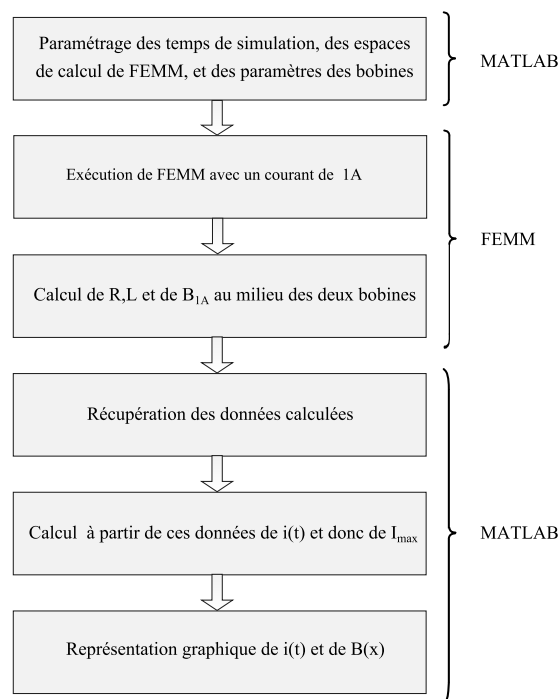 Paramétrage des temps de simulation, des espaces
de calcul de FEMM, et des paramètres des bobines
MATLAB
Exécution de FEMM avec un courant de 1A
FEMM
Calcul de R,L et de B1A au milieu des deux bobines
Récupération des données calculées
Calcul à partir de ces données de i(t) et donc de Imax
MATLAB
Représentation graphique de i(t) et de B(x)